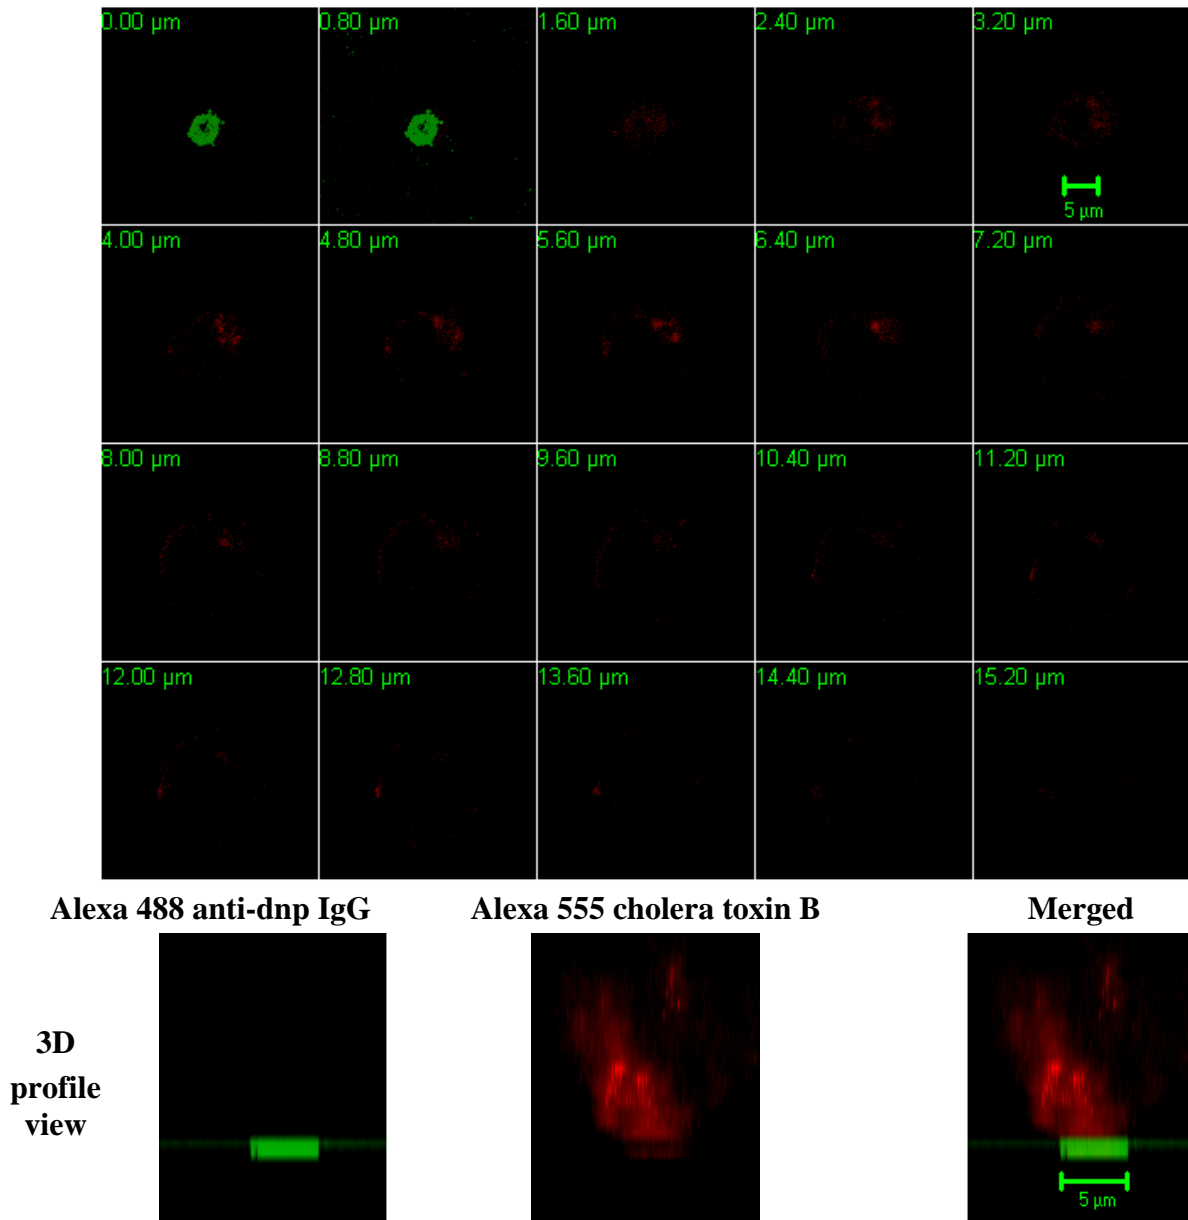 0.00 µm 0.80 µm 1.60 µm 2.40 µm 3.20 µm
5 µm
4.00 µm 4.80 µm 5.60 µm 6.40 µm 7.20 µm
8.00 µm 8.80 µm 9.60 µm 10.40 µm 11.20 µm
12.00 µm 12.80 µm 13.60 µm 14.40 µm 15.20 µm
Alexa 488 anti-dnp IgG Alexa 555 cholera toxin B Merged
3D
profile
view
5 µm